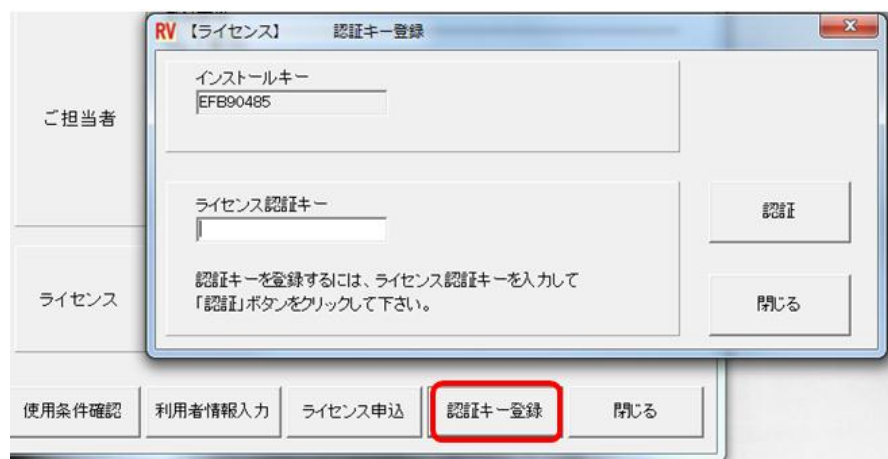 RV 【ライセンス】 認証キー登録
インストールキー
EFB90485
ご担当者
ライセンス認証キー
認証
認証キーを登録するには、ライセンス認証キーを入力して
「認証」ボタンをクリックして下さい。
ライセンス
閉じる
使用条件確認 利用者情報入力 ライセンス申込 認証キー登録 閉じる